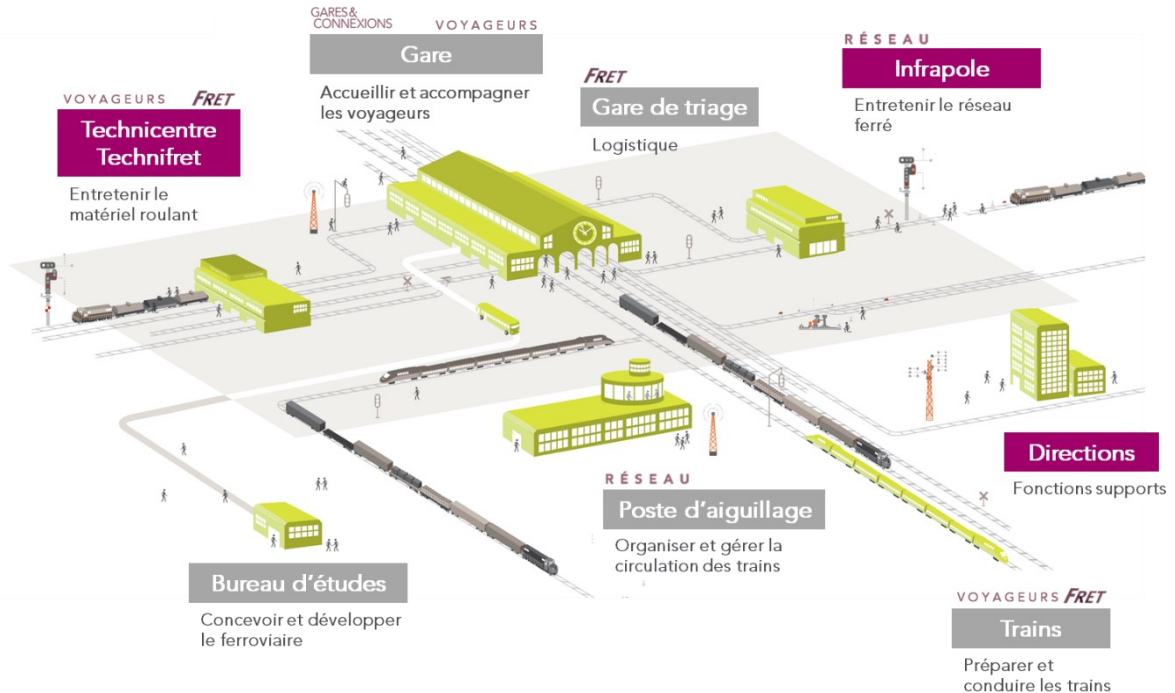 GARES&
CONNEXIONS
VOYAGEURS
Gare
Accueillir et accompagner
les voyageurs
RÉSEAU
Infrapole
Entretenir le réseau
ferré
FRET
Gare de triage
Logistique
VOYAGEURS FRET
Technicentre
Technifret
Entretenir le
matériel roulant
Directions
Fonctions supports
RÉSEAU
Poste d'aiguillage
Organiser et gérer la
circulation des trains
Bureau d'études
Concevoir et développer
le ferroviaire
VOYAGEURS FRET
Trains
Préparer et
conduire les trains